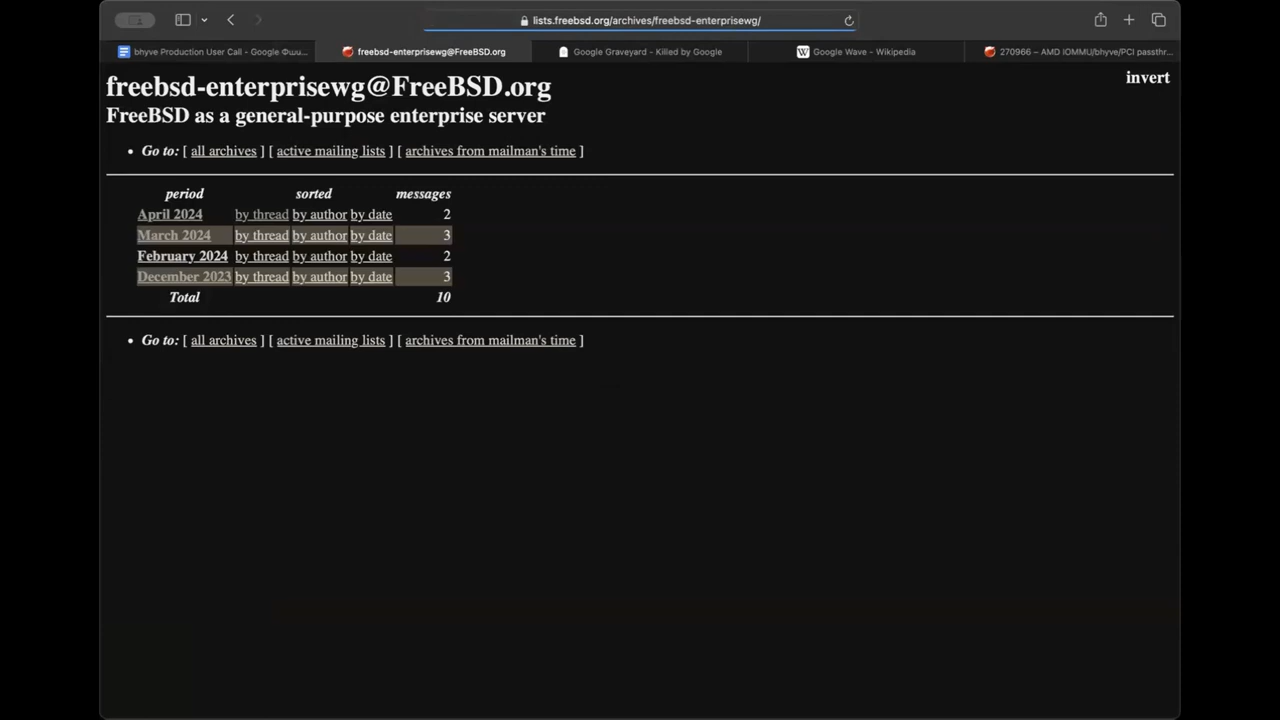 lists.freebsd.org/archives/freebsd-enterprisewg/
bhyve Production User Call - Google Фшш...
freebsd-enterprisewg@FreeBSD.org
Google Graveyard - Killed by Google
W Google Wave - Wikipedia
270966 – AMD IOMMU/bhyve/PCI passthr...
freebsd-enterprisewg@FreeBSD.org
invert
FreeBSD as a general-purpose enterprise server
• Go to: [ all archives ] [ active mailing lists ] [ archives from mailman's time ]
period sorted messages
April 2024 by thread by author by date 2
March 2024 by thread by author by date 3
February 2024 by thread by author by date 2
December 2023 by thread by author by date 3
Total 10
• Go to: [ all archives ] [ active mailing lists ] [ archives from mailman's time ]